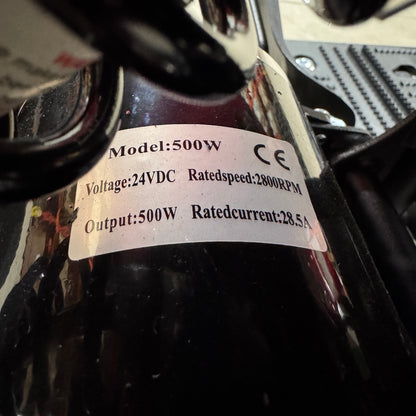 Model:500W
CE
Voltage:24VDC Ratedspeed:2800RPM
Output:500W Ratedcurrent:28.5A